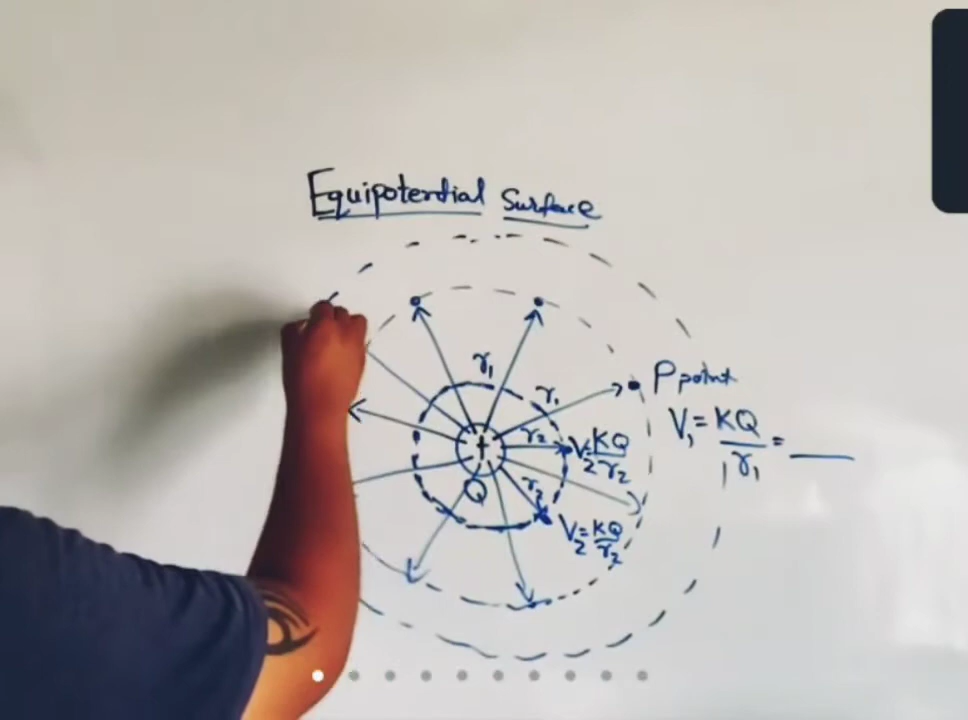 Equipotential Surface
r₁
r₁
P point
V₁ = KQ / r₁ =
r₂
V₂ = KQ / r₂
+
Q
r₂
V₂ = KQ / r₂